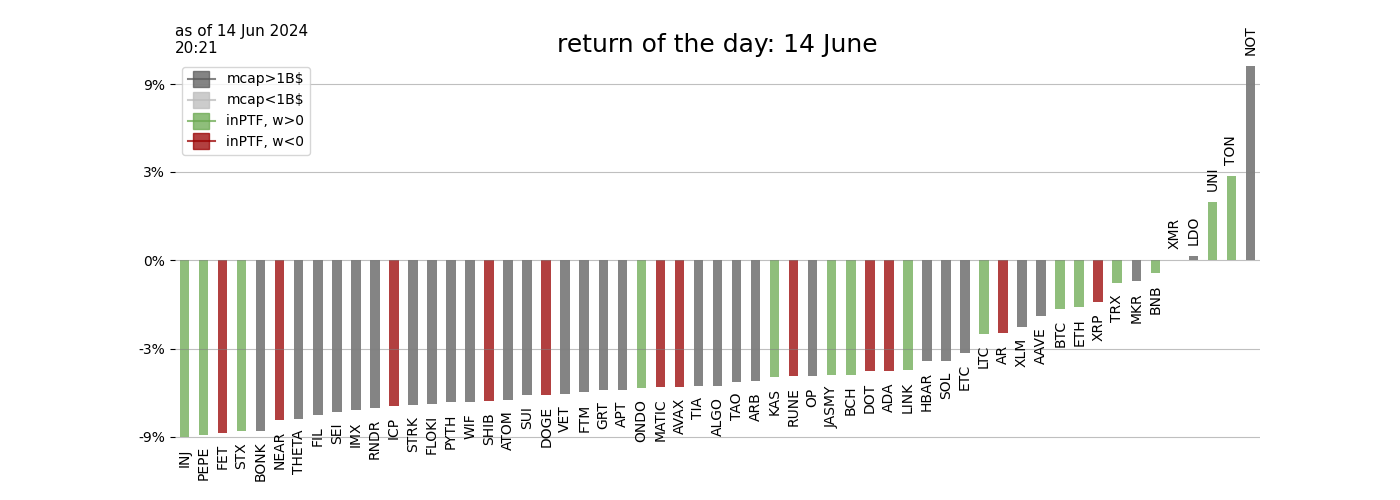 as of 14 Jun 2024
20:21
return of the day: 14 June
mcap>1B$
mcap<1B$
inPTF, w>0
inPTF, w<0
9%
3%
0%
-3%
-9%
INJ
PEPE
FET
STX
BONK
NEAR
THETA
FIL
SEI
IMX
RNDR
ICP
STRK
FLOKI
PYTH
WIF
SHIB
ATOM
SUI
DOGE
VET
FTM
GRT
APT
ONDO
MATIC
AVAX
TIA
ALGO
TAO
ARB
KAS
RUNE
OP
JASMY
BCH
DOT
ADA
LINK
HBAR
SOL
ETC
LTC
AR
XLM
AAVE
BTC
ETH
XRP
TRX
MKR
BNB
XMR
LDO
UNI
TON
NOT